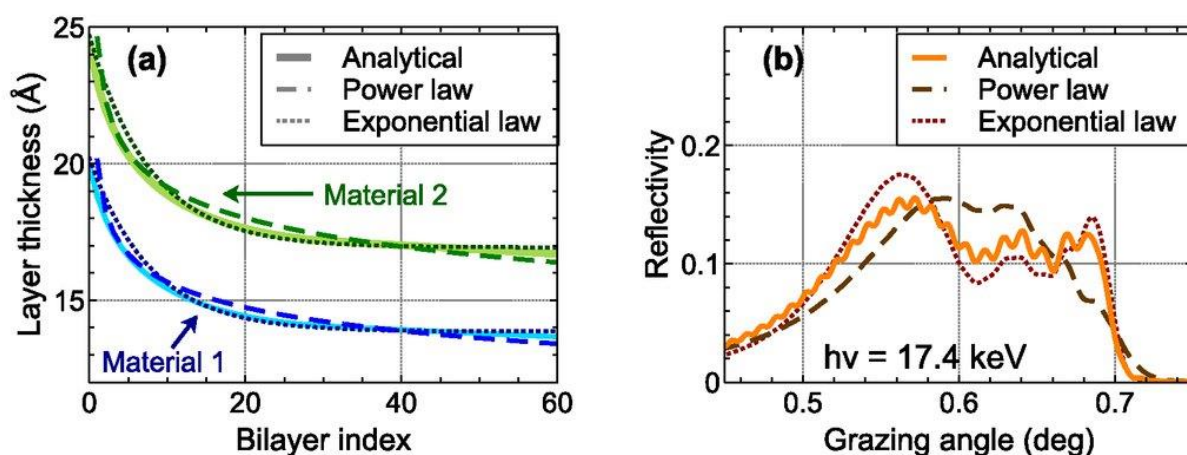 (a)
Analytical
Power law
Exponential law
Material 2
Material 1
Layer thickness (Å)
25
20
15
0
20
40
60
Bilayer index
(b)
Analytical
Power law
Exponential law
hν = 17.4 keV
Reflectivity
0.2
0.1
0
0.5
0.6
0.7
Grazing angle (deg)